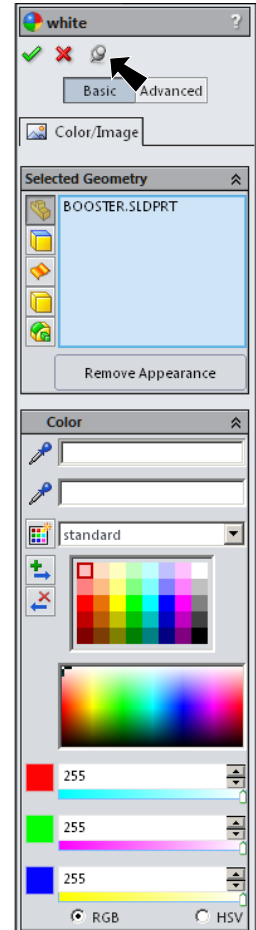 white ?
Basic Advanced
Color/Image
Selected Geometry
BOOSTER.SLDPRT
Remove Appearance
Color
standard
255
255
255
RGB HSV